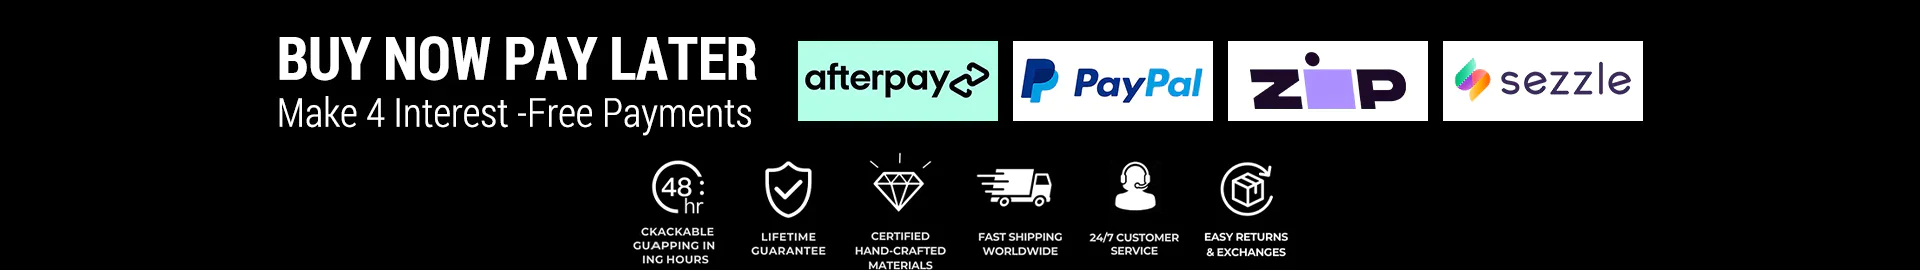 BUY NOW PAY LATER
Make 4 Interest -Free Payments
afterpay
PayPal
ZIP
sezzle
48:
hr
CKACKABLE
GUAPPING IN
ING HOURS
LIFETIME
GUARANTEE
CERTIFIED
HAND-CRAFTED
MATERIALS
FAST SHIPPING
WORLDWIDE
24/7 CUSTOMER
SERVICE
EASY RETURNS
& EXCHANGES